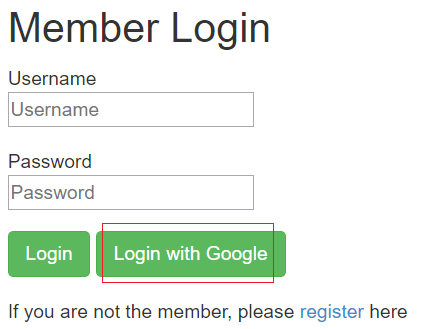 Member Login
Username
Username
Password
Password
Login Login with Google
If you are not the member, please register here